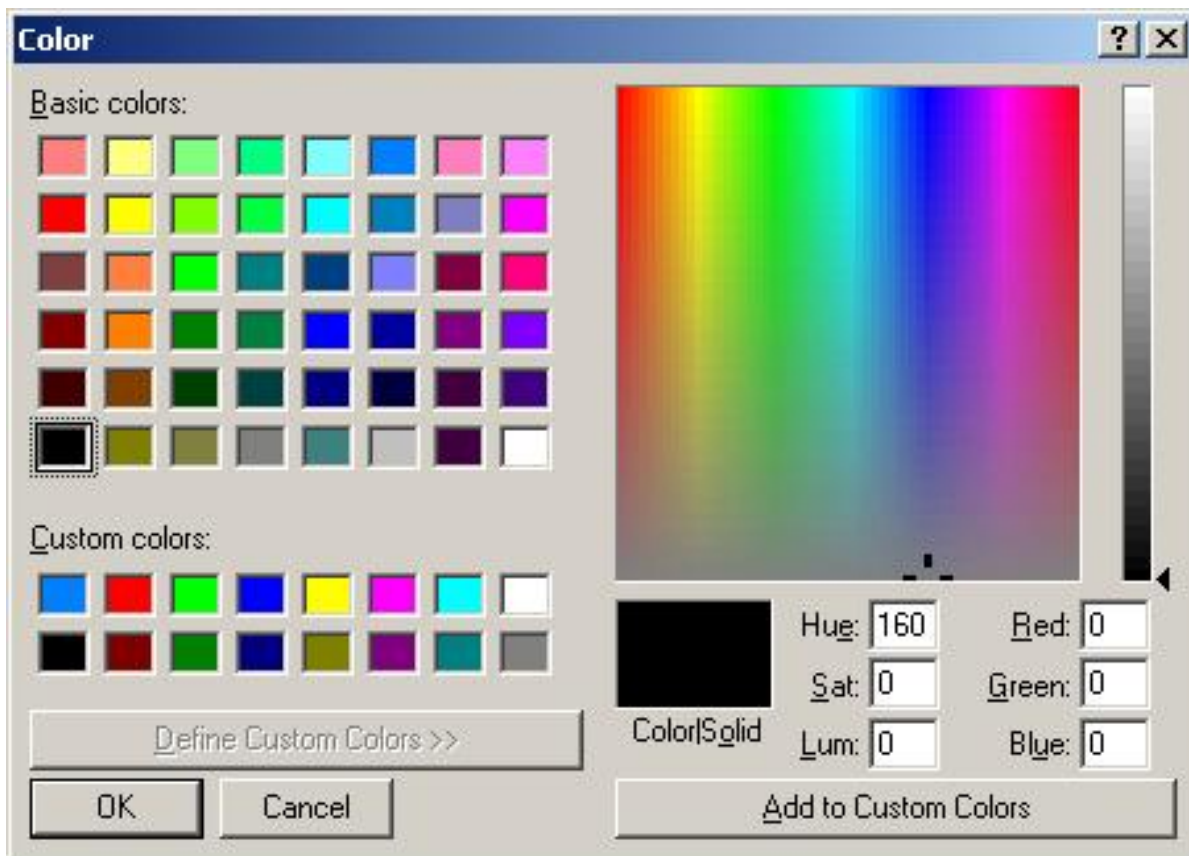 Color
Basic colors:
Custom colors:
Define Custom Colors >>
OK
Cancel
Color|Solid
Hue: 160
Sat: 0
Lum: 0
Red: 0
Green: 0
Blue: 0
Add to Custom Colors